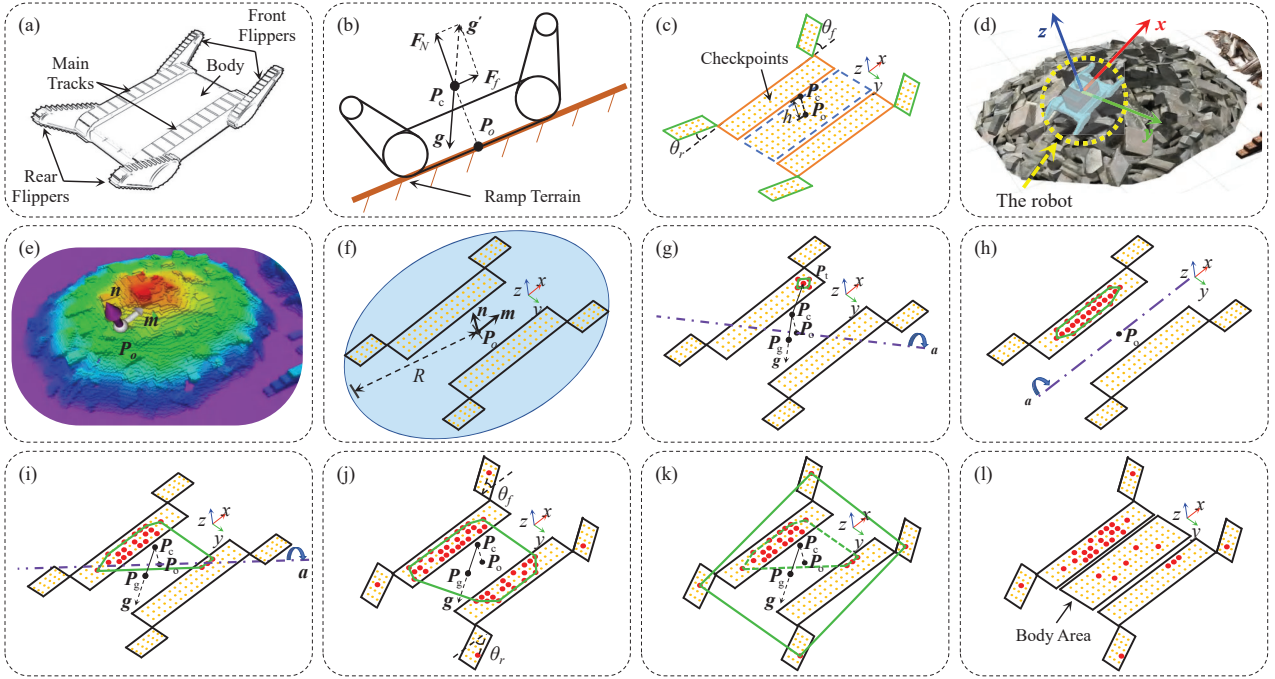 (a)
Front
Flippers
Main
Tracks
Body
Rear
Flippers
(b)
g'
F_N
F_f
P_c
P_o
g
Ramp Terrain
(c)
θ_f
Checkpoints
z
x
y
P_c
P_o
h
θ_r
(d)
z
x
y
The robot
(e)
n
m
P_o
(f)
z
x
y
n
m
P_o
R
(g)
P_t
z
x
y
P_c
P_o
P_g
g
a
(h)
z
x
y
P_o
a
(i)
z
x
y
P_c
P_o
P_g
g
a
(j)
θ_f
z
x
y
P_c
P_o
P_g
g
θ_r
(k)
z
x
y
P_c
P_o
P_g
g
(l)
Body Area